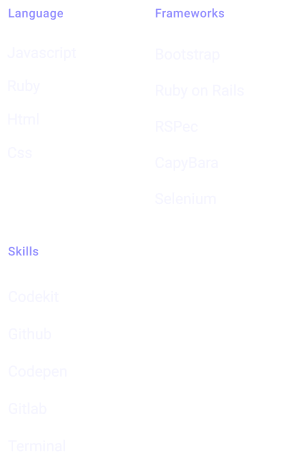 Language
Javascript
Ruby
Html
Css
Frameworks
Bootstrap
Ruby on Rails
RSPec
CapyBara
Selenium
Skills
Codekit
Github
Codepen
Gitlab
Terminal